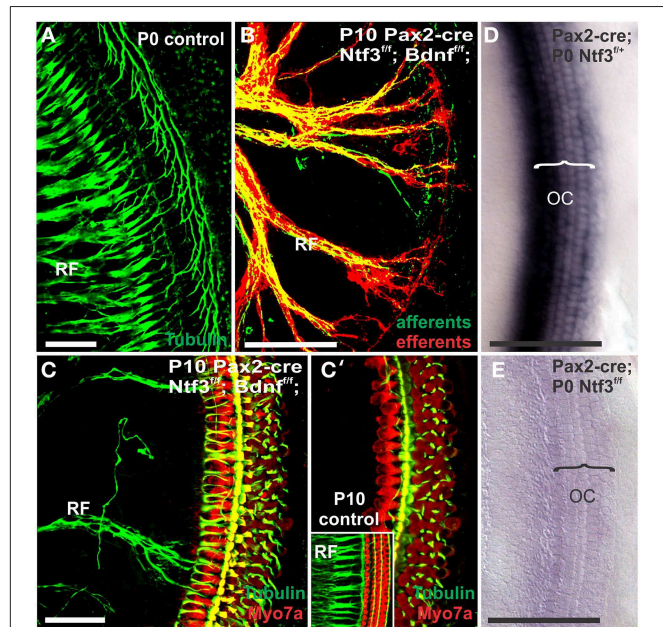 A
P0 control
RF
Tubulin
B
P10 Pax2-cre
Ntf3f/f; Bdnff/f;
RF
afferents
efferents
D
Pax2-cre;
P0 Ntf3f/+
OC
C
P10 Pax2-cre
Ntf3f/f; Bdnff/f;
RF
Tubulin
Myo7a
C'
P10
control
RF
Tubulin
Myo7a
E
Pax2-cre;
P0 Ntf3f/f
OC